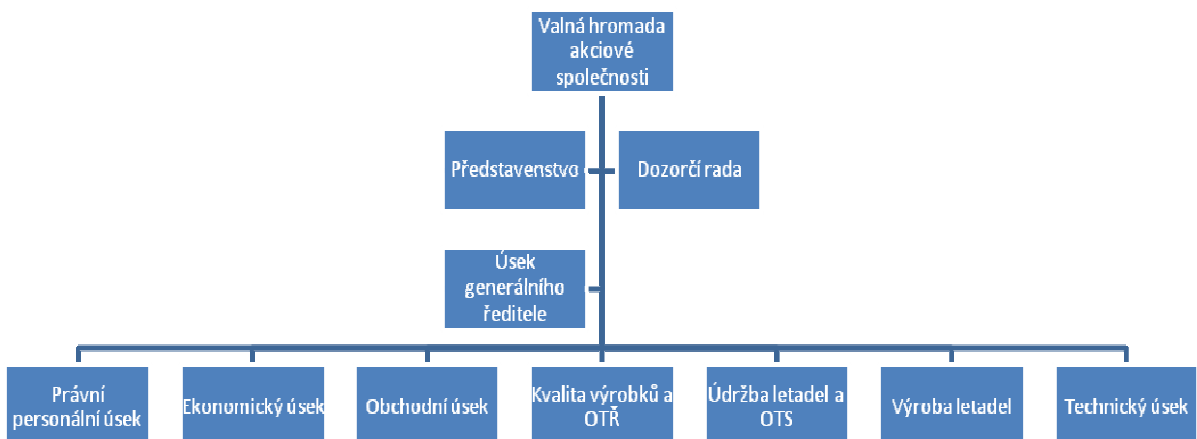 Valná hromada
akciové
společnosti
Představenstvo
Dozorčí rada
Úsek
generálního
ředitele
Právní
personální úsek
Ekonomický úsek
Obchodní úsek
Kvalita výrobků a
OTŘ
Údržba letadel a
OTS
Výroba letadel
Technický úsek